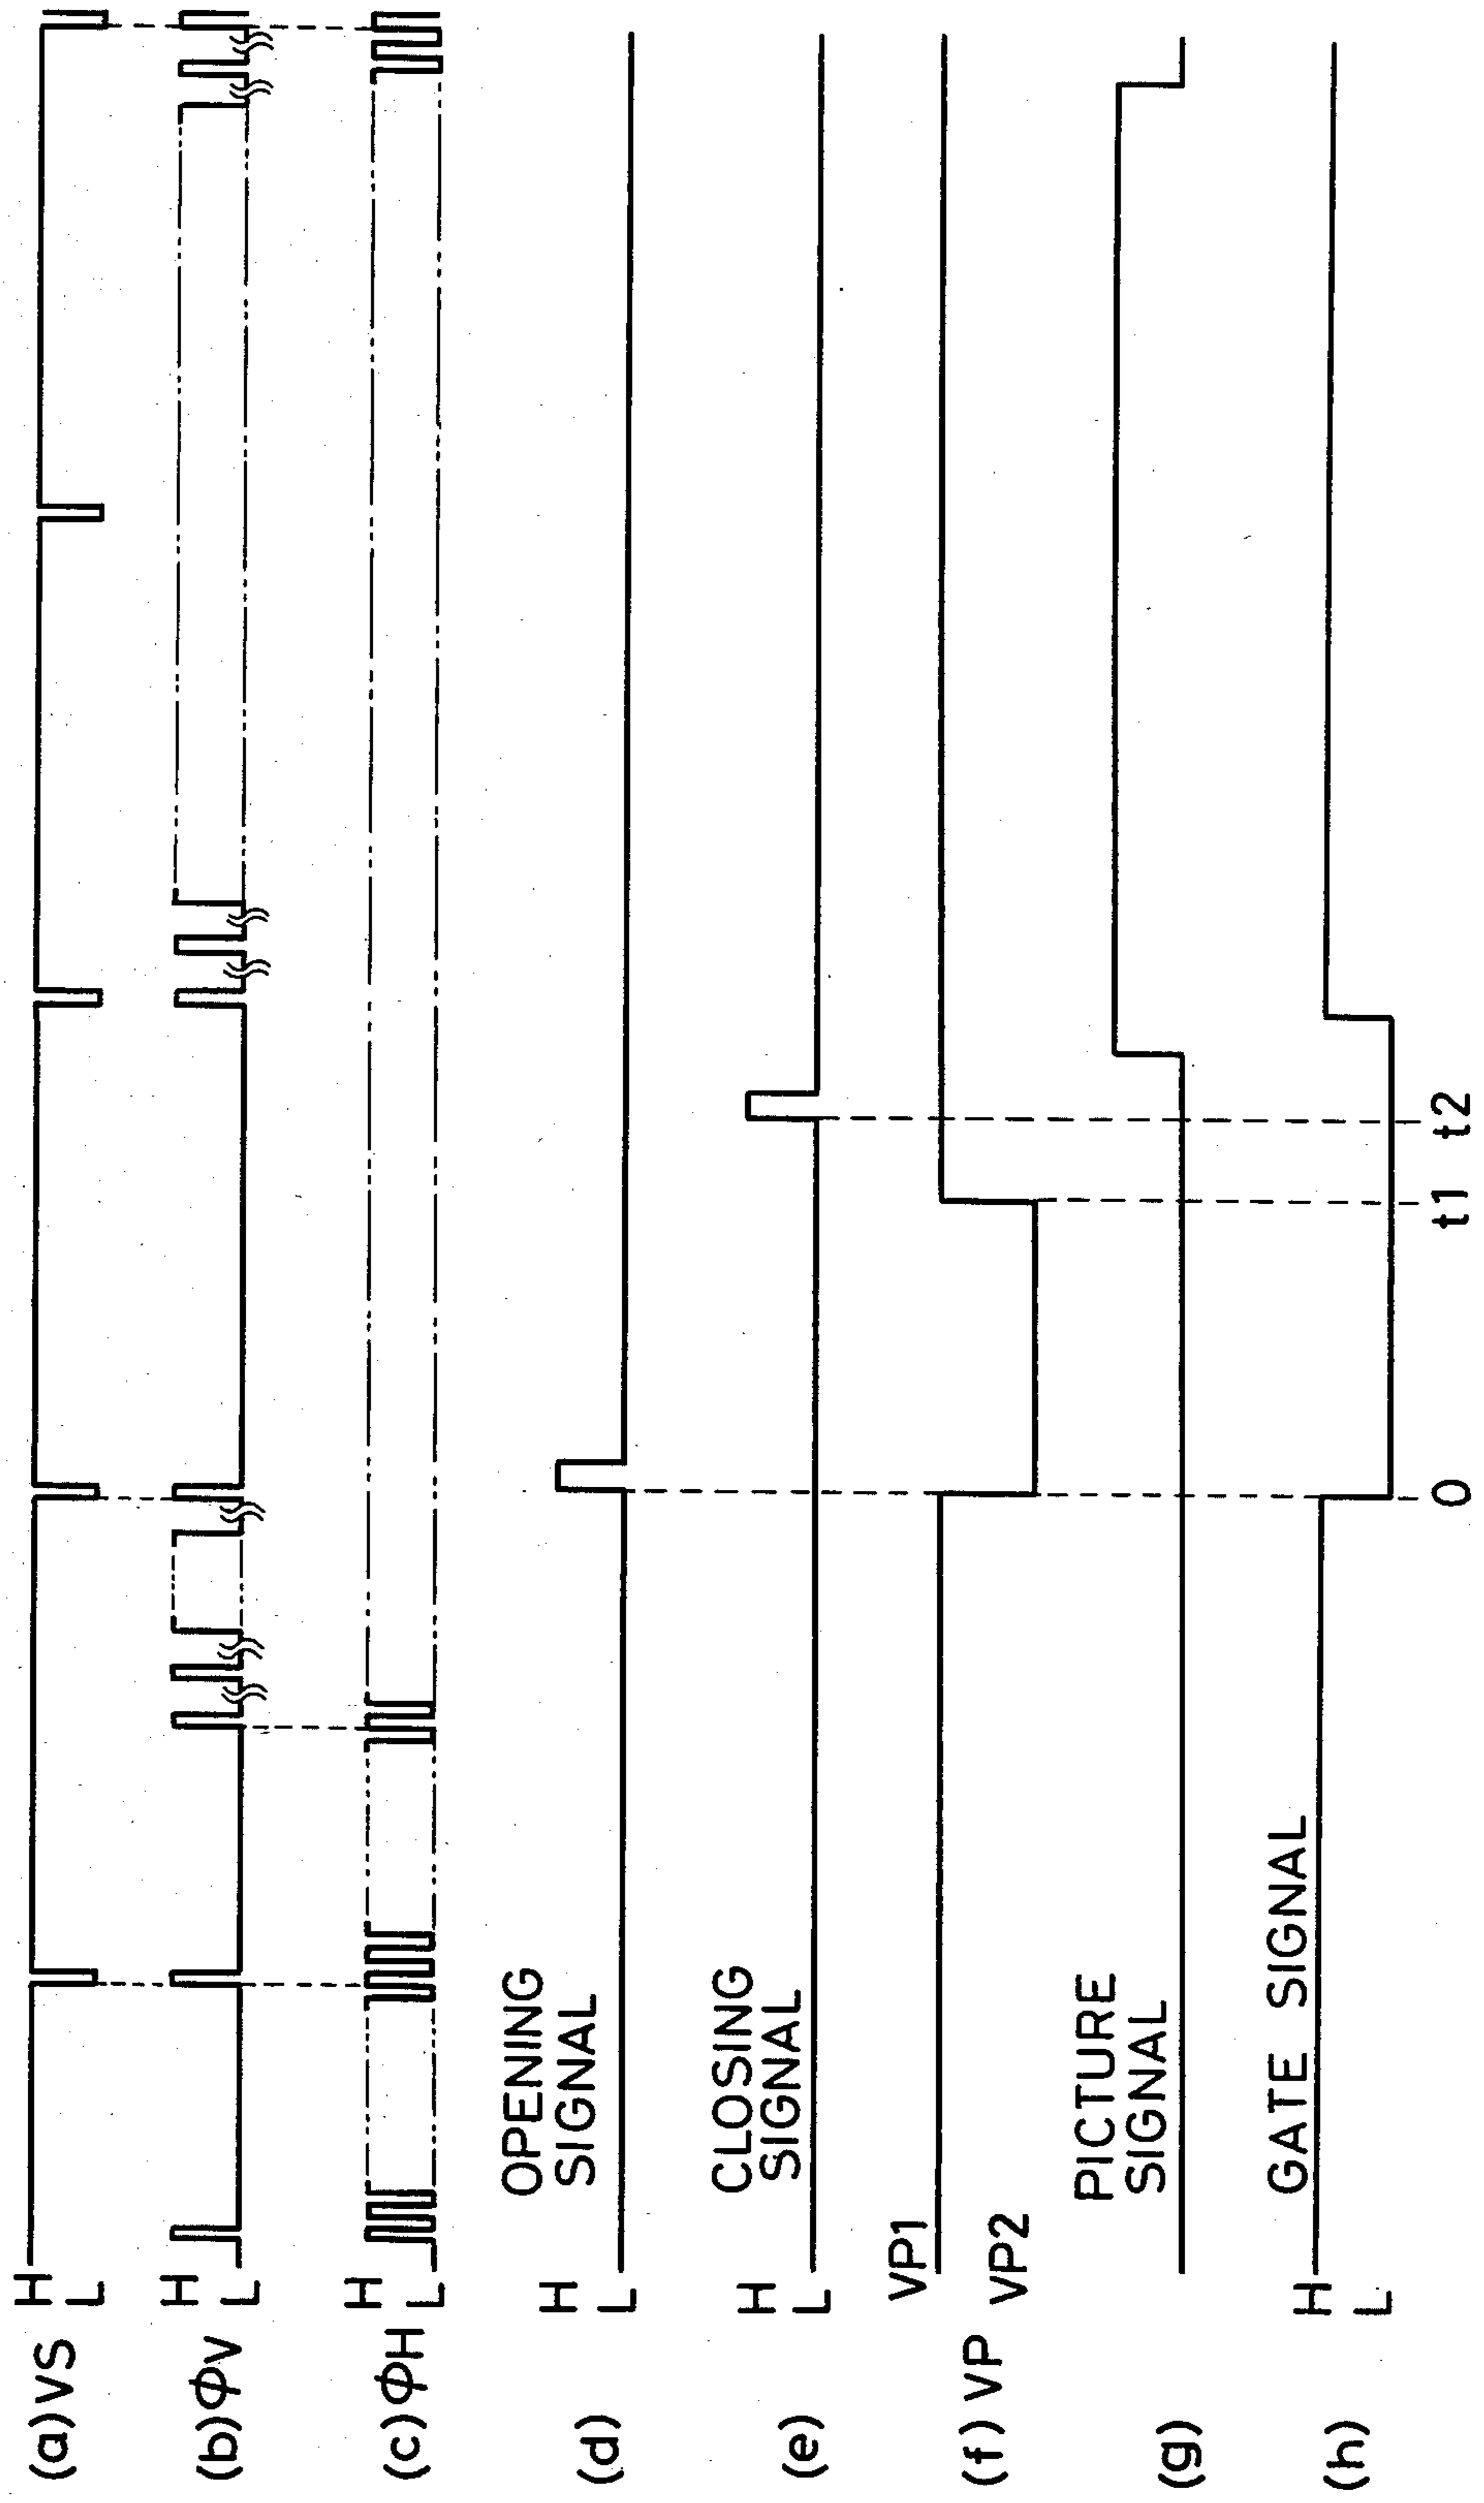 (a) VS
H
L
(b) ΦV
H
L
(c) ΦH
H
L
(d)
H
L
OPENING
SIGNAL
(e)
H
L
CLOSING
SIGNAL
(f) VP
VP1
VP2
(g)
PICTURE
SIGNAL
(h)
H
L
GATE SIGNAL
0
t1
t2